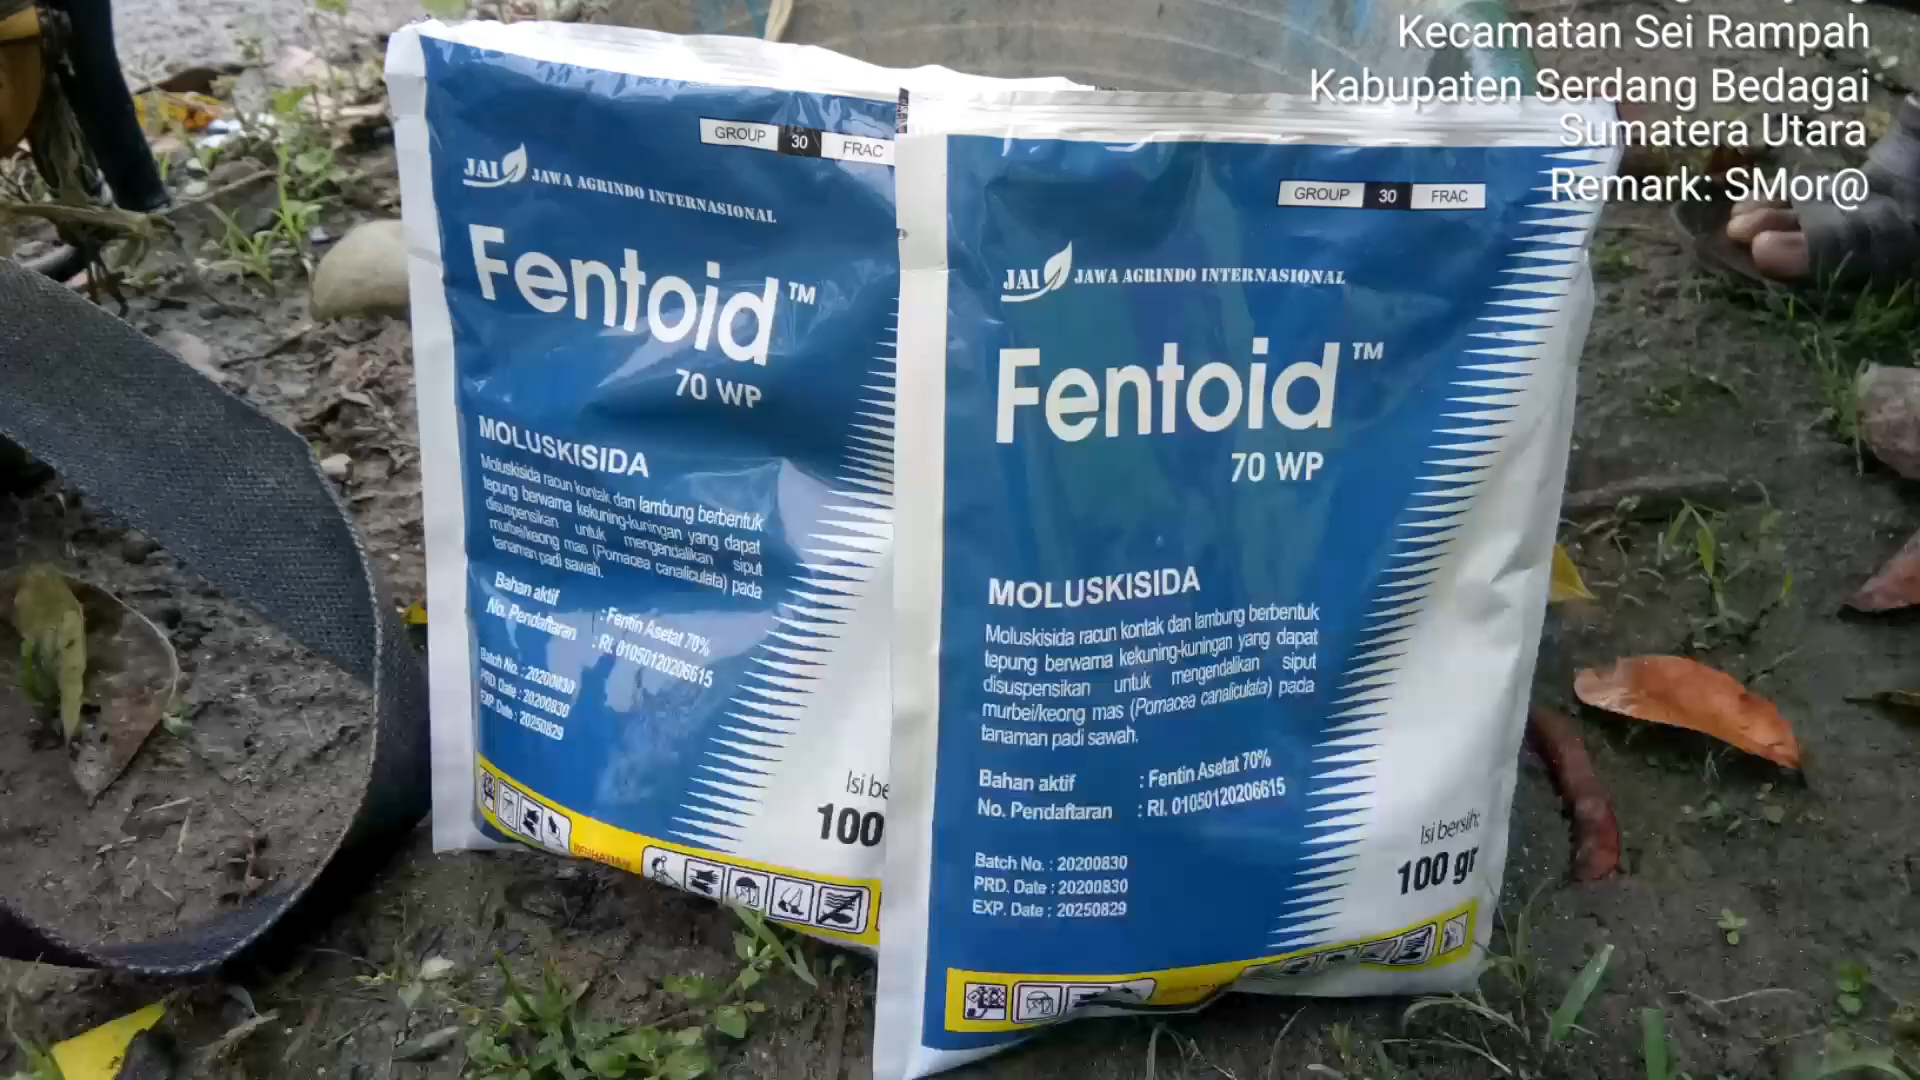 Kecamatan Sei Rampah
Kabupaten Serdang Bedagai
Sumatera Utara
Remark: SMor@
GROUP 30 FRAC
JAI JAWA AGRINDO INTERNASIONAL
Fentoid™
70 WP
MOLUSKISIDA
Moluskisida racun kontak dan lambung berbentuk
tepung berwarna kekuning-kuningan yang dapat
disuspensikan untuk mengendalikan siput
murbei/keong mas (Pomacea canaliculata) pada
tanaman padi sawah.
Bahan aktif : Fentin Asetat 70%
No. Pendaftaran : RI. 01050120206615
Batch No. : 20200830
PRD. Date : 20200830
EXP. Date : 20250829
Isi be
100
GROUP 30 FRAC
JAI JAWA AGRINDO INTERNASIONAL
Fentoid™
70 WP
MOLUSKISIDA
Moluskisida racun kontak dan lambung berbentuk
tepung berwarna kekuning-kuningan yang dapat
disuspensikan untuk mengendalikan siput
murbei/keong mas (Pomacea canaliculata) pada
tanaman padi sawah.
Bahan aktif : Fentin Asetat 70%
No. Pendaftaran : RI. 01050120206615
Batch No. : 20200830
PRD. Date : 20200830
EXP. Date : 20250829
Isi bersih:
100 gr